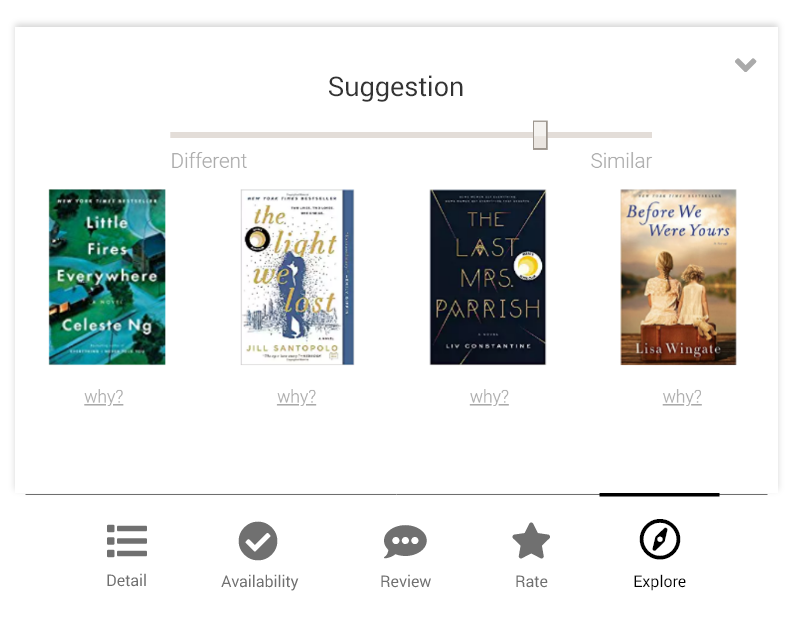 Suggestion
Different
Similar
NEW YORK TIMES BESTSELLER
Little
Fires
Everywhere
A NOVEL
Celeste Ng
NEW YORK TIMES BESTSELLER
the
light
we
lost
A NOVEL
JILL SANTOPOLO
THE
LAST
MRS.
PARRISH
A NOVEL
LIV CONSTANTINE
NEW YORK TIMES BESTSELLER
Before We
Were Yours
Lisa Wingate
why?
why?
why?
why?
Detail
Availability
Review
Rate
Explore